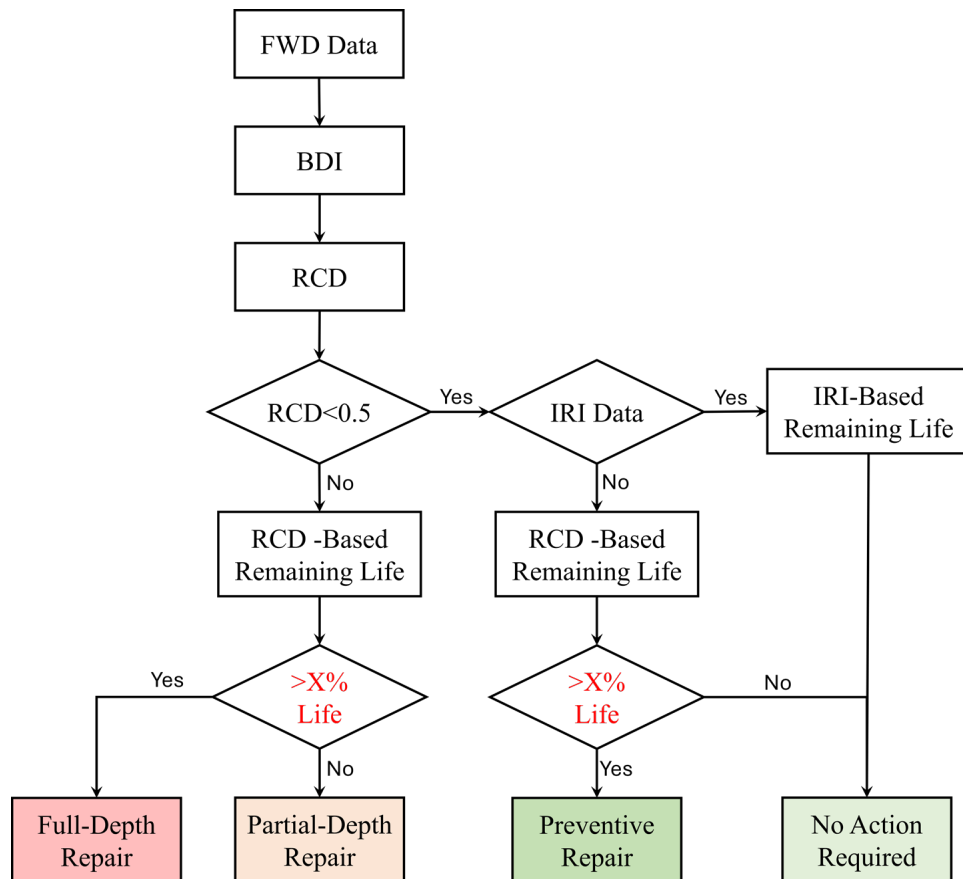 FWD Data
BDI
RCD
RCD<0.5
Yes
IRI Data
Yes
IRI-Based
Remaining Life
No
No
RCD -Based
Remaining Life
RCD -Based
Remaining Life
Yes
>X%
Life
>X%
Life
No
No
Yes
Full-Depth
Repair
Partial-Depth
Repair
Preventive
Repair
No Action
Required